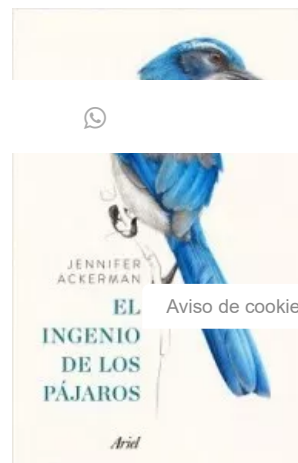 JENNIFER
ACKERMAN
EL
INGENIO
DE LOS
PÁJAROS
Aviso de cookie
Ariel